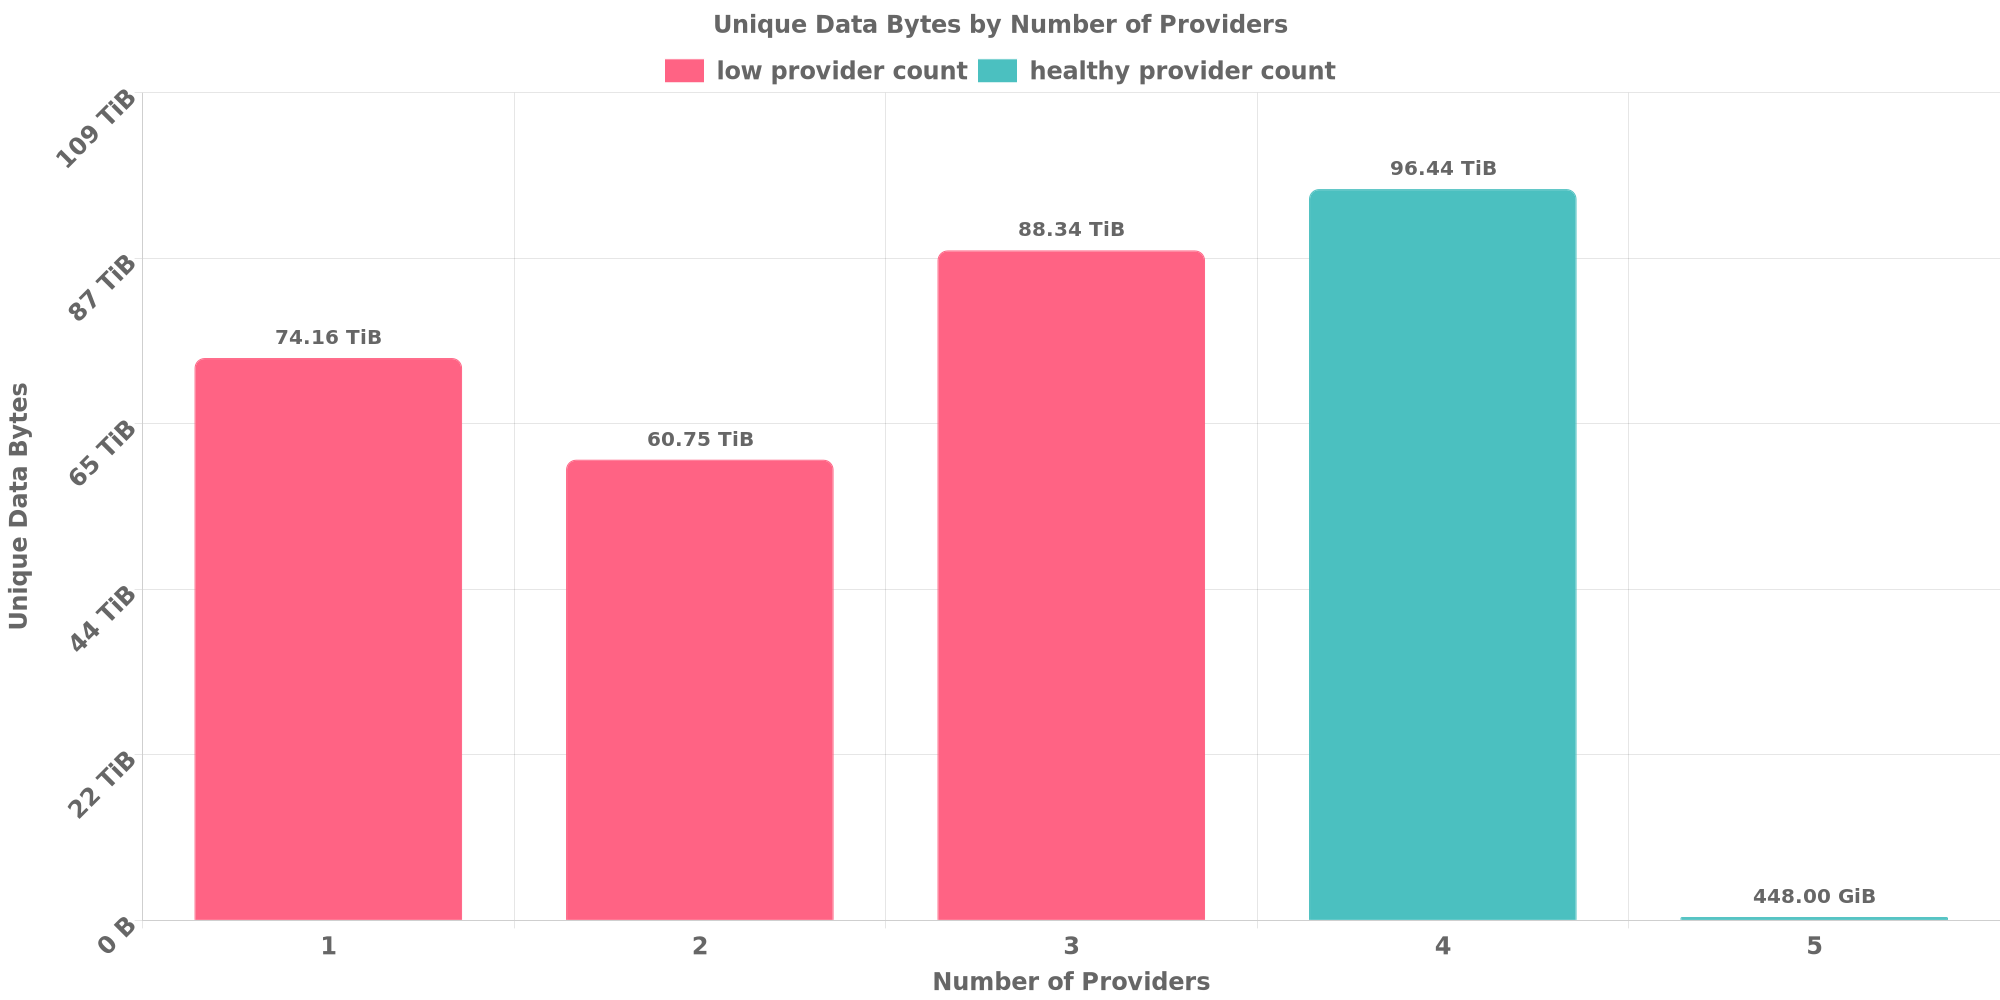 Unique Data Bytes by Number of Providers
low provider count
healthy provider count
Unique Data Bytes
109 TiB
87 TiB
65 TiB
44 TiB
22 TiB
0 B
74.16 TiB
60.75 TiB
88.34 TiB
96.44 TiB
448.00 GiB
1
2
3
4
5
Number of Providers